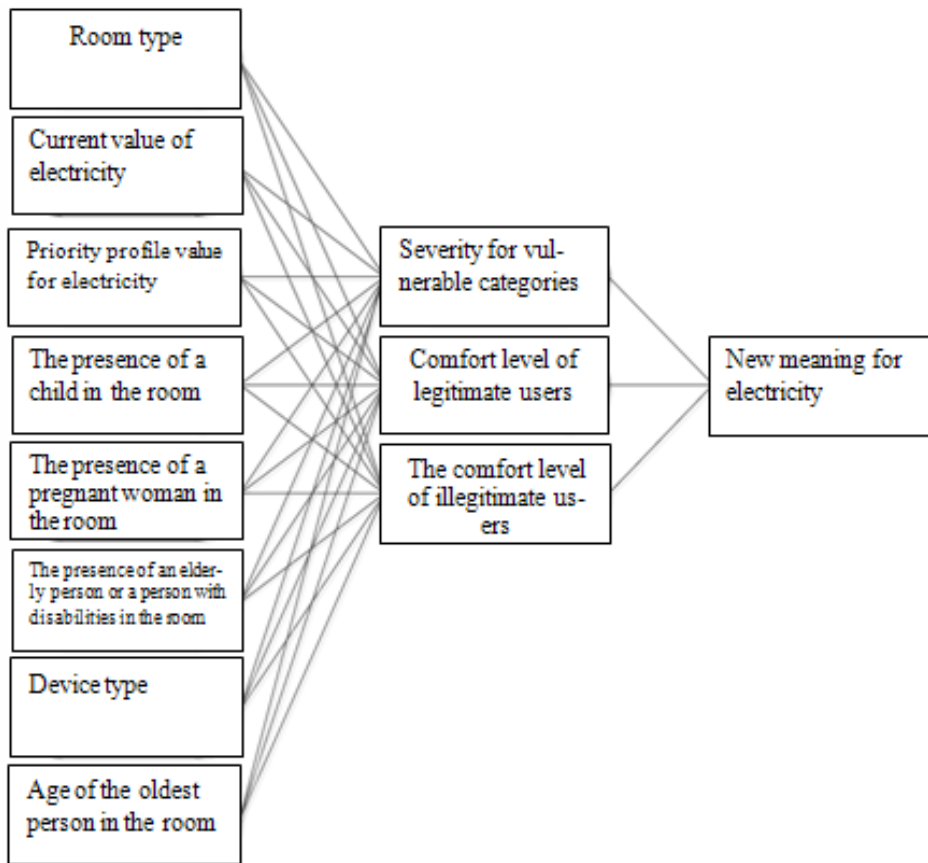 Room type
Current value of
electricity
Priority profile value
for electricity
The presence of a
child in the room
The presence of a
pregnant woman in
the room
The presence of an elder-
ly person or a person with
disabilities in the room
Device type
Age of the oldest
person in the room
Severity for vul-
nerable categories
Comfort level of
legitimate users
The comfort level
of illegitimate us-
ers
New meaning for
electricity